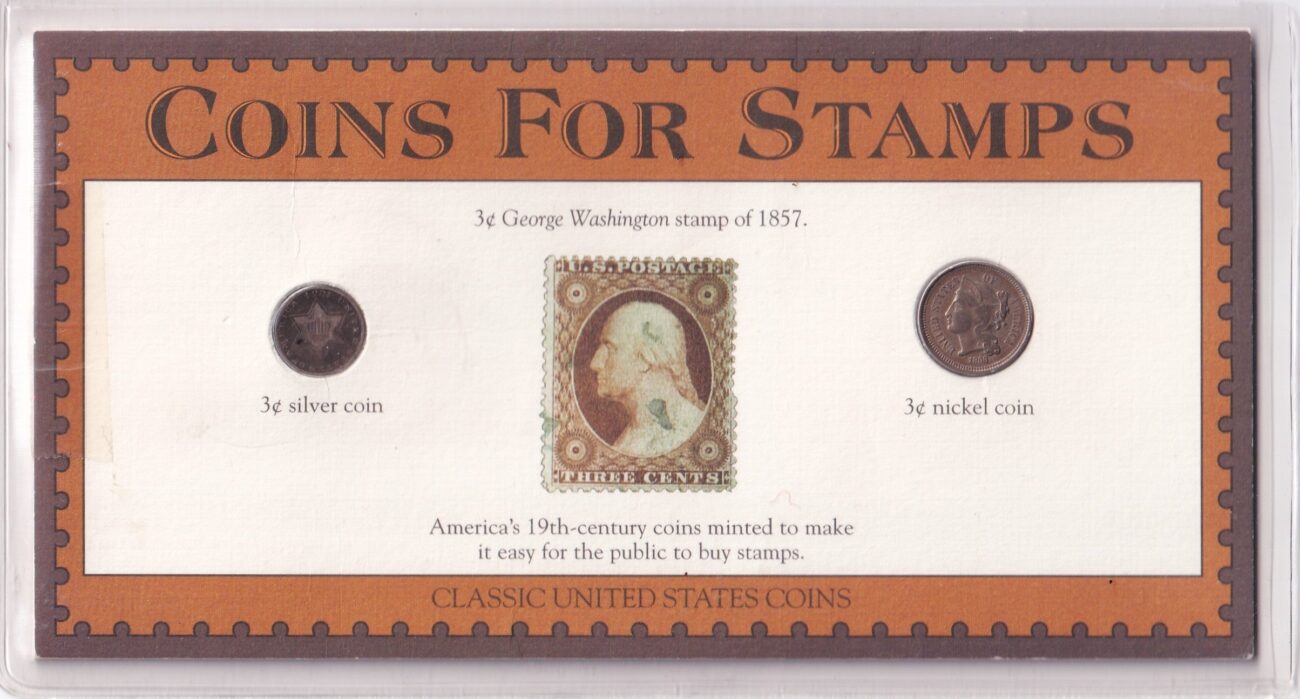 COINS FOR STAMPS
3¢ George Washington stamp of 1857.
U.S. POSTAGE
THREE CENTS
3¢ silver coin
3¢ nickel coin
America's 19th-century coins minted to make
it easy for the public to buy stamps.
CLASSIC UNITED STATES COINS